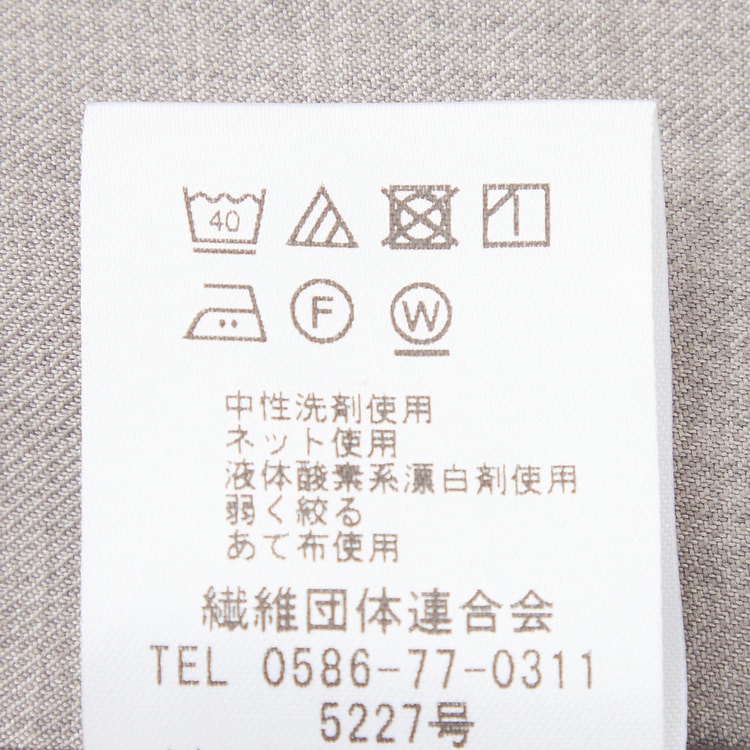 40
F W
中性洗剤使用
ネット使用
液体酸素系漂白剤使用
弱く絞る
あて布使用
繊維団体連合会
TEL 0586-77-0311
5227号